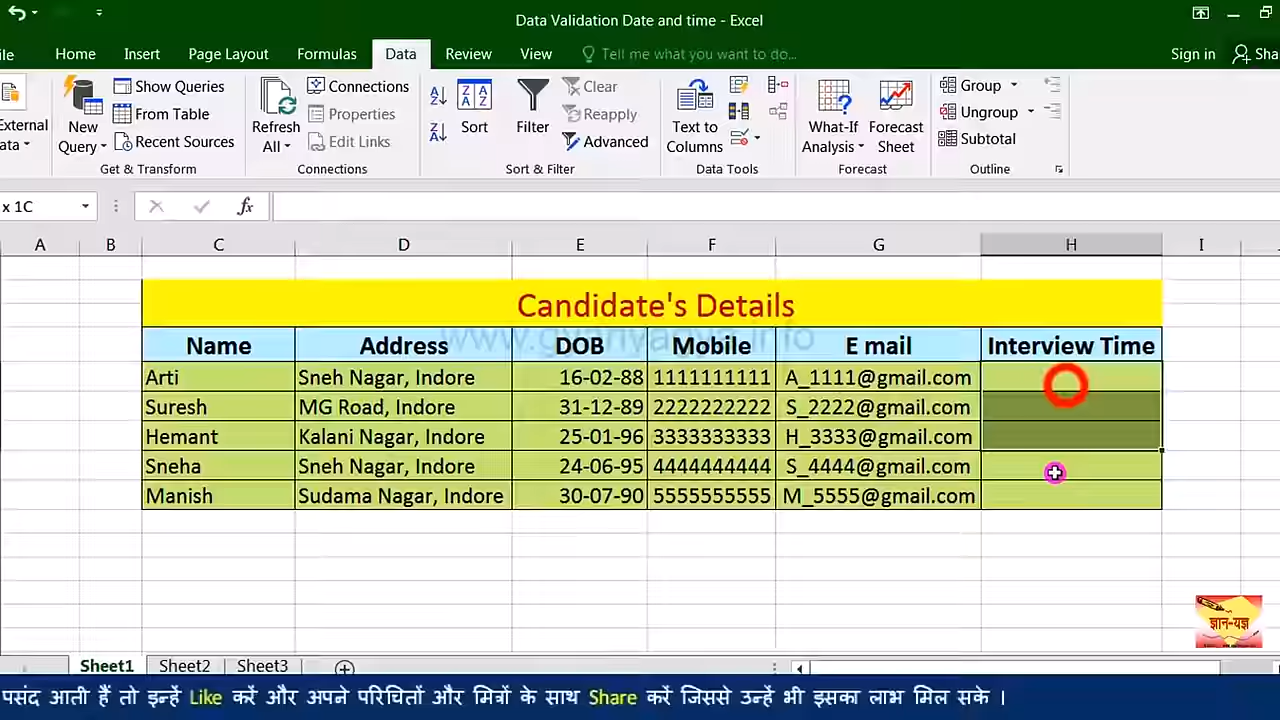 Data Validation Date and time - Excel
ile Home Insert Page Layout Formulas Data Review View Tell me what you want to do... Sign in Sha
External ata New Query Show Queries From Table Recent Sources Get & Transform
Refresh All Connections Properties Edit Links Connections
Sort Filter Clear Reapply Advanced Sort & Filter
Text to Columns Data Tools
What-If Analysis Forecast Sheet Forecast
Group Ungroup Subtotal Outline
x 1C fx
A B C D E F G H I
Candidate's Details
www.gyanyagya.info
Name Address DOB Mobile E mail Interview Time
Arti Sneh Nagar, Indore 16-02-88 1111111111 A_1111@gmail.com
Suresh MG Road, Indore 31-12-89 2222222222 S_2222@gmail.com
Hemant Kalani Nagar, Indore 25-01-96 3333333333 H_3333@gmail.com
Sneha Sneh Nagar, Indore 24-06-95 4444444444 S_4444@gmail.com
Manish Sudama Nagar, Indore 30-07-90 5555555555 M_5555@gmail.com
ज्ञान-यज्ञ
Sheet1 Sheet2 Sheet3
पसंद आती हैं तो इन्हें Like करें और अपने परिचितों और मित्रों के साथ Share करें जिससे उन्हें भी इसका लाभ मिल सके ।